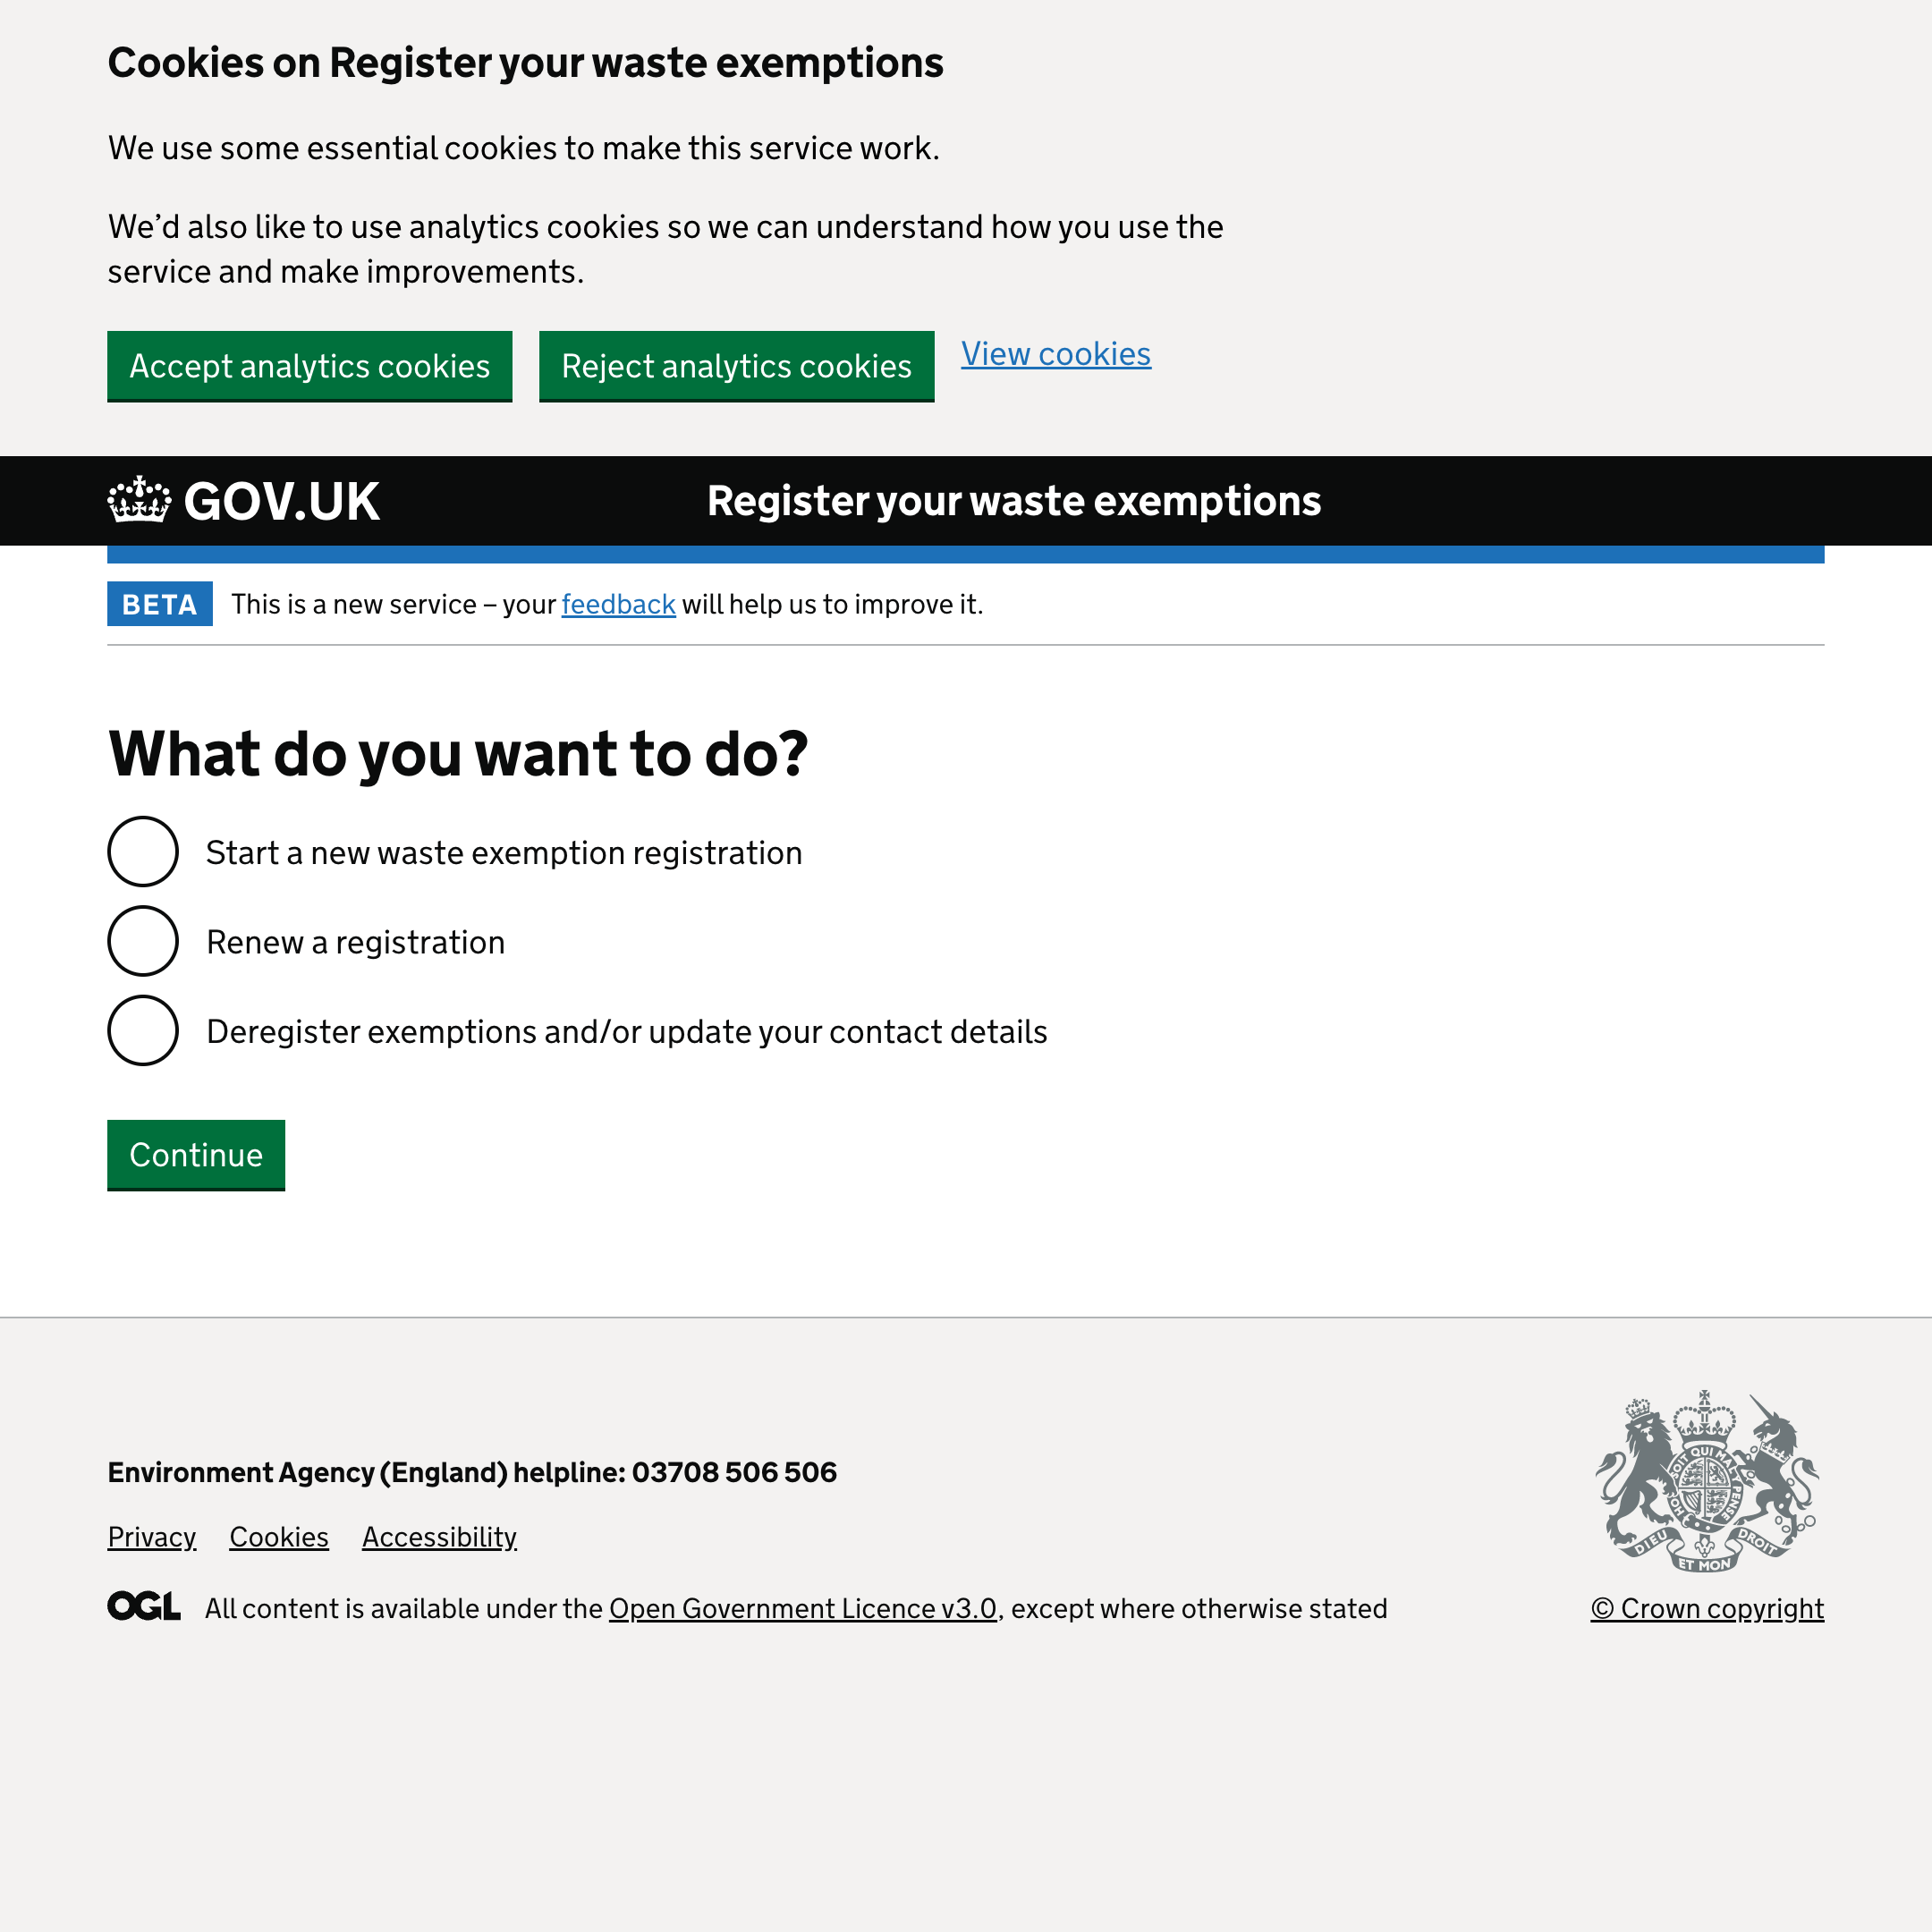 Cookies on Register your waste exemptions
We use some essential cookies to make this service work.
We’d also like to use analytics cookies so we can understand how you use the
service and make improvements.
Accept analytics cookies
Reject analytics cookies
View cookies
GOV.UK
Register your waste exemptions
BETA
This is a new service – your feedback will help us to improve it.
What do you want to do?
Start a new waste exemption registration
Renew a registration
Deregister exemptions and/or update your contact details
Continue
Environment Agency (England) helpline: 03708 506 506
Privacy
Cookies
Accessibility
OGL
All content is available under the Open Government Licence v3.0, except where otherwise stated
HONI SOIT QUI MAL Y PENSE
DIEU ET MON DROIT
© Crown copyright